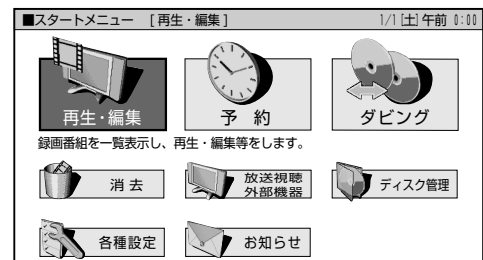 ■スタートメニュー [再生・編集] 1/1[土]午前 0:00
再生・編集
予 約
ダビング
録画番組を一覧表示し、再生・編集等をします。
消 去
放送視聴
外部機器
ディスク管理
各種設定
お知らせ